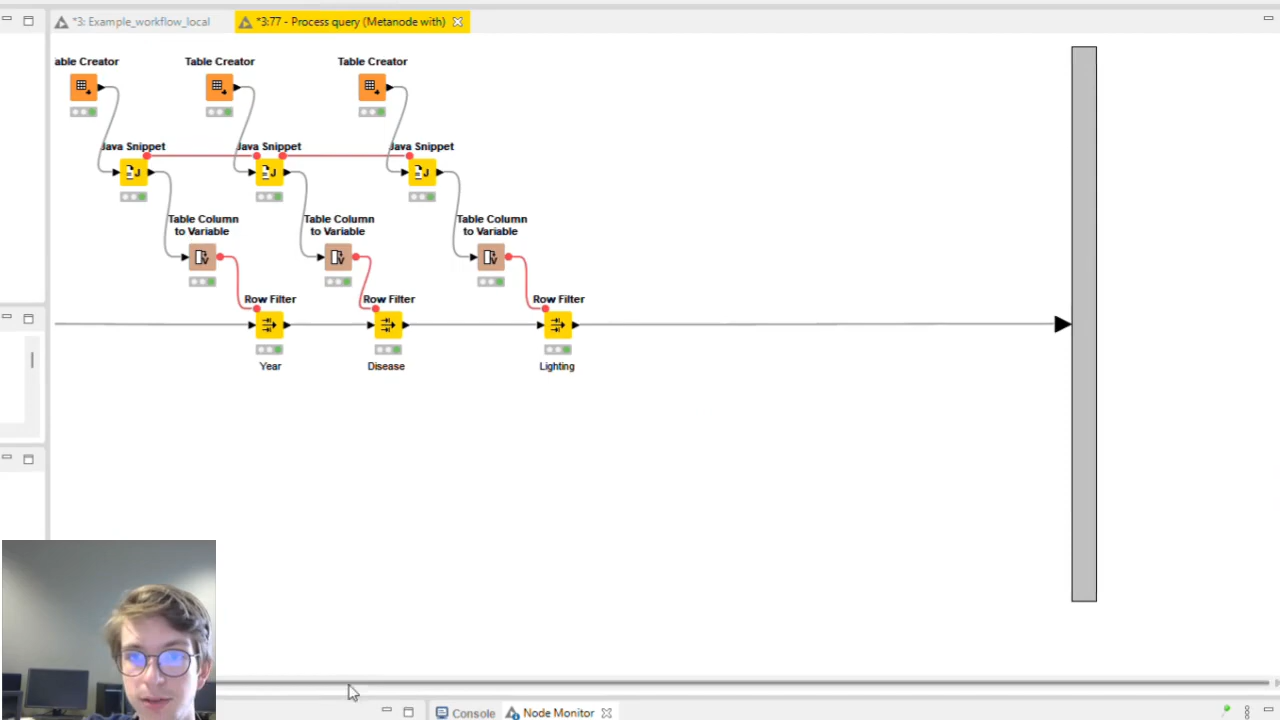 *3: Example_workflow_local
*3:77 - Process query (Metanode with)
able Creator
Table Creator
Table Creator
Java Snippet
Java Snippet
Java Snippet
Table Column
to Variable
Table Column
to Variable
Table Column
to Variable
Row Filter
Row Filter
Row Filter
Year
Disease
Lighting
Console
Node Monitor